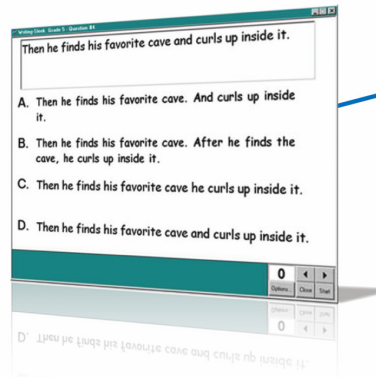 Writing Clinic Grade 5 - Question #4
Then he finds his favorite cave and curls up inside it.
A. Then he finds his favorite cave. And curls up inside
it.
B. Then he finds his favorite cave. After he finds the
cave, he curls up inside it.
C. Then he finds his favorite cave he curls up inside it.
D. Then he finds his favorite cave and curls up inside it.
0
Options... Close Start